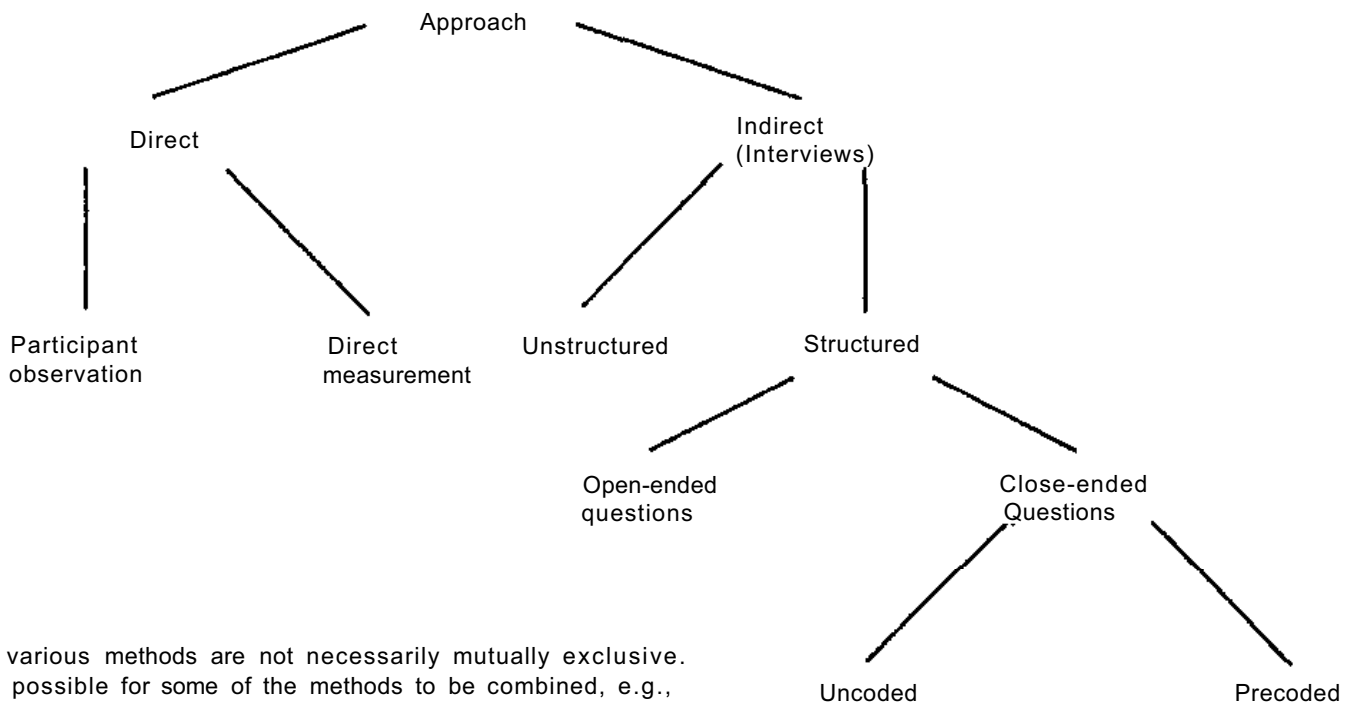 Approach
Direct
Indirect
(Interviews)
Participant
observation
Direct
measurement
Unstructured
Structured
Open-ended
questions
Close-ended
Questions
various methods are not necessarily mutually exclusive.
possible for some of the methods to be combined, e.g.,
Uncoded
Precoded